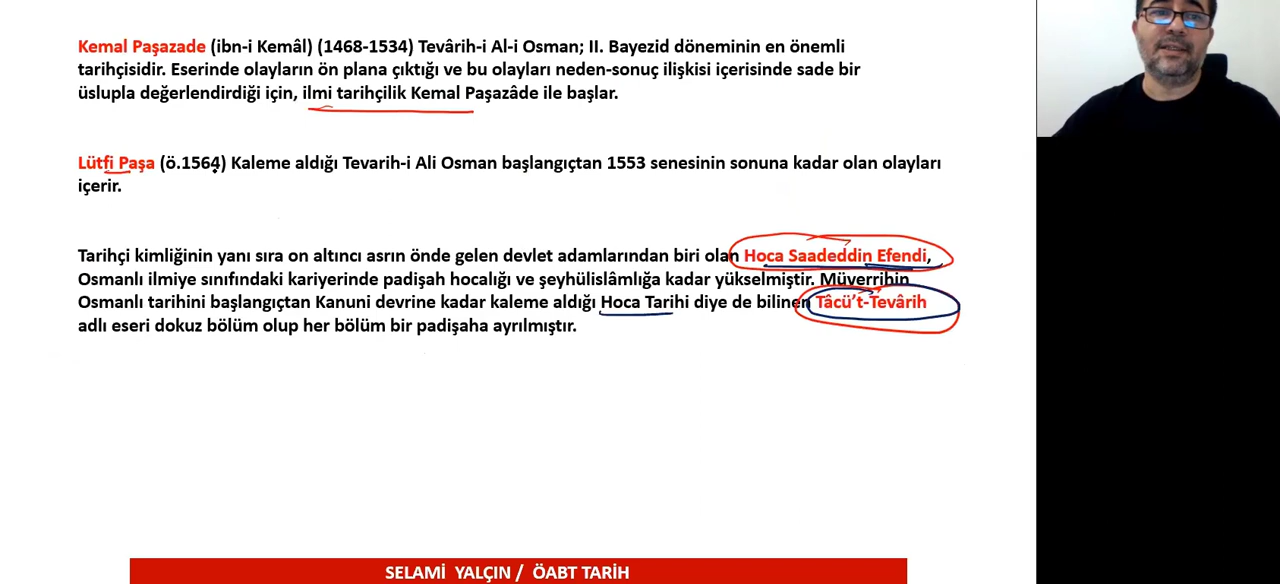 Kemal Paşazade (ibn-i Kemâl) (1468-1534) Tevârih-i Al-i Osman; II. Bayezid döneminin en önemli
tarihçisidir. Eserinde olayların ön plana çıktığı ve bu olayları neden-sonuç ilişkisi içerisinde sade bir
üslupla değerlendirdiği için, ilmi tarihçilik Kemal Paşazâde ile başlar.
Lütfi Paşa (ö.1564) Kaleme aldığı Tevarih-i Ali Osman başlangıçtan 1553 senesinin sonuna kadar olan olayları
içerir.
Tarihçi kimliğinin yanı sıra on altıncı asrın önde gelen devlet adamlarından biri olan Hoca Saadeddin Efendi,
Osmanlı ilmiye sınıfındaki kariyerinde padişah hocalığı ve şeyhülislâmlığa kadar yükselmiştir. Müverrihin
Osmanlı tarihini başlangıçtan Kanuni devrine kadar kaleme aldığı Hoca Tarihi diye de bilinen Tâcü't-Tevârih
adlı eseri dokuz bölüm olup her bölüm bir padişaha ayrılmıştır.
SELAMİ YALÇIN / ÖABT TARİH